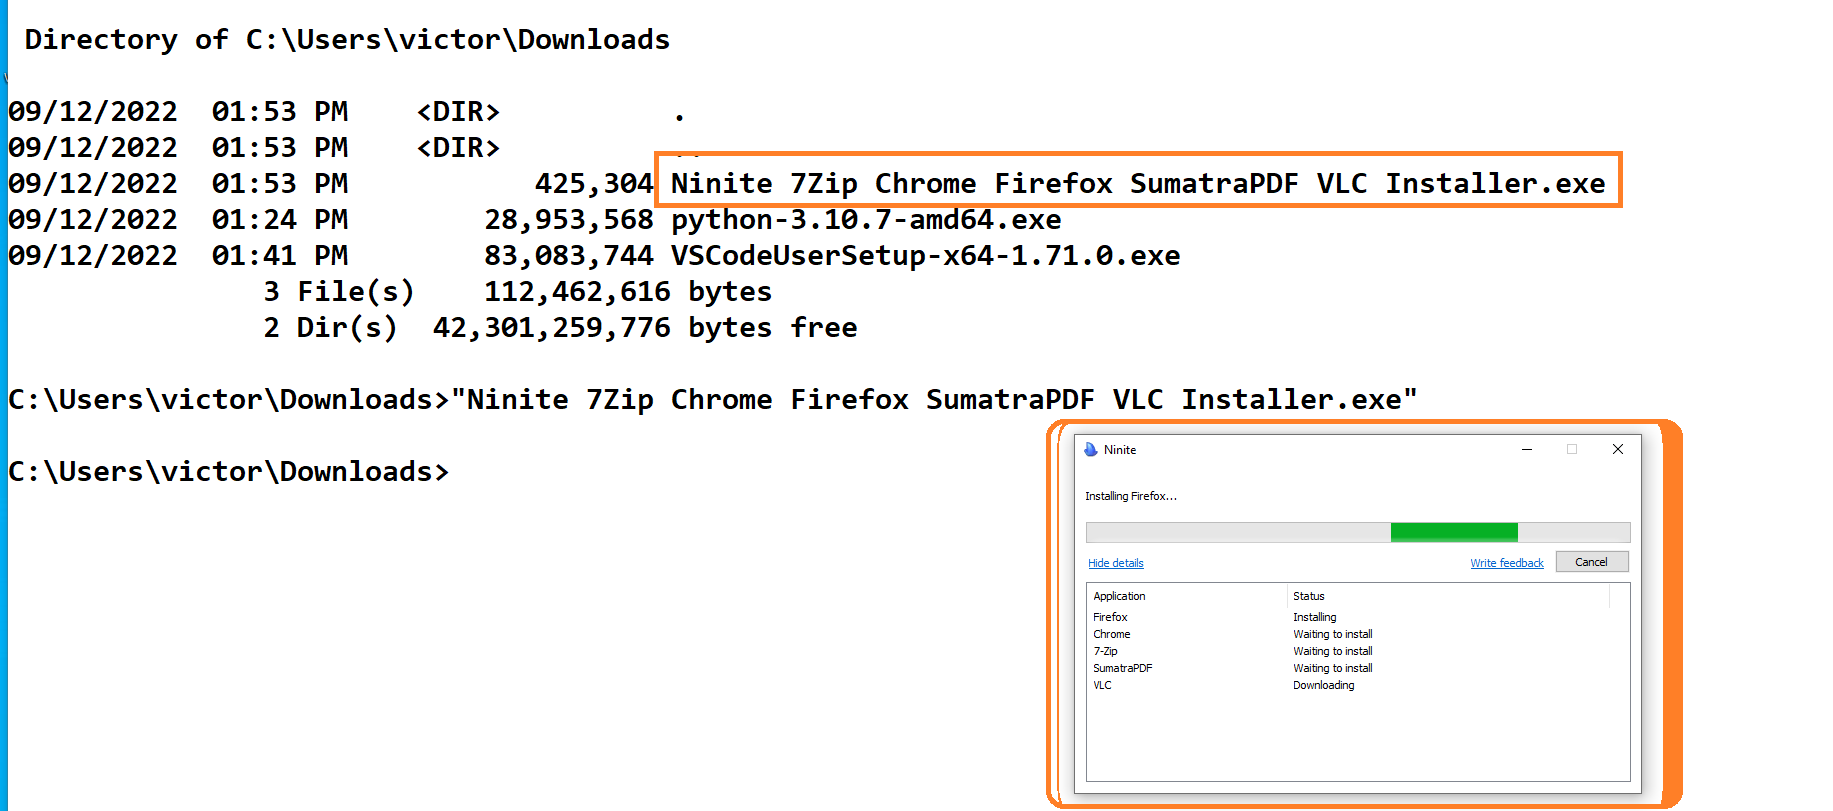 Directory of C:\Users\victor\Downloads
09/12/2022  01:53 PM    <DIR>          .
09/12/2022  01:53 PM    <DIR>
09/12/2022  01:53 PM           425,304 Ninite 7Zip Chrome Firefox SumatraPDF VLC Installer.exe
09/12/2022  01:24 PM        28,953,568 python-3.10.7-amd64.exe
09/12/2022  01:41 PM        83,083,744 VSCodeUserSetup-x64-1.71.0.exe
3 File(s)    112,462,616 bytes
2 Dir(s)  42,301,259,776 bytes free
C:\Users\victor\Downloads>"Ninite 7Zip Chrome Firefox SumatraPDF VLC Installer.exe"
C:\Users\victor\Downloads>
Ninite
Installing Firefox...
Hide details Write feedback Cancel
Application Status
Firefox Installing
Chrome Waiting to install
7-Zip Waiting to install
SumatraPDF Waiting to install
VLC Downloading